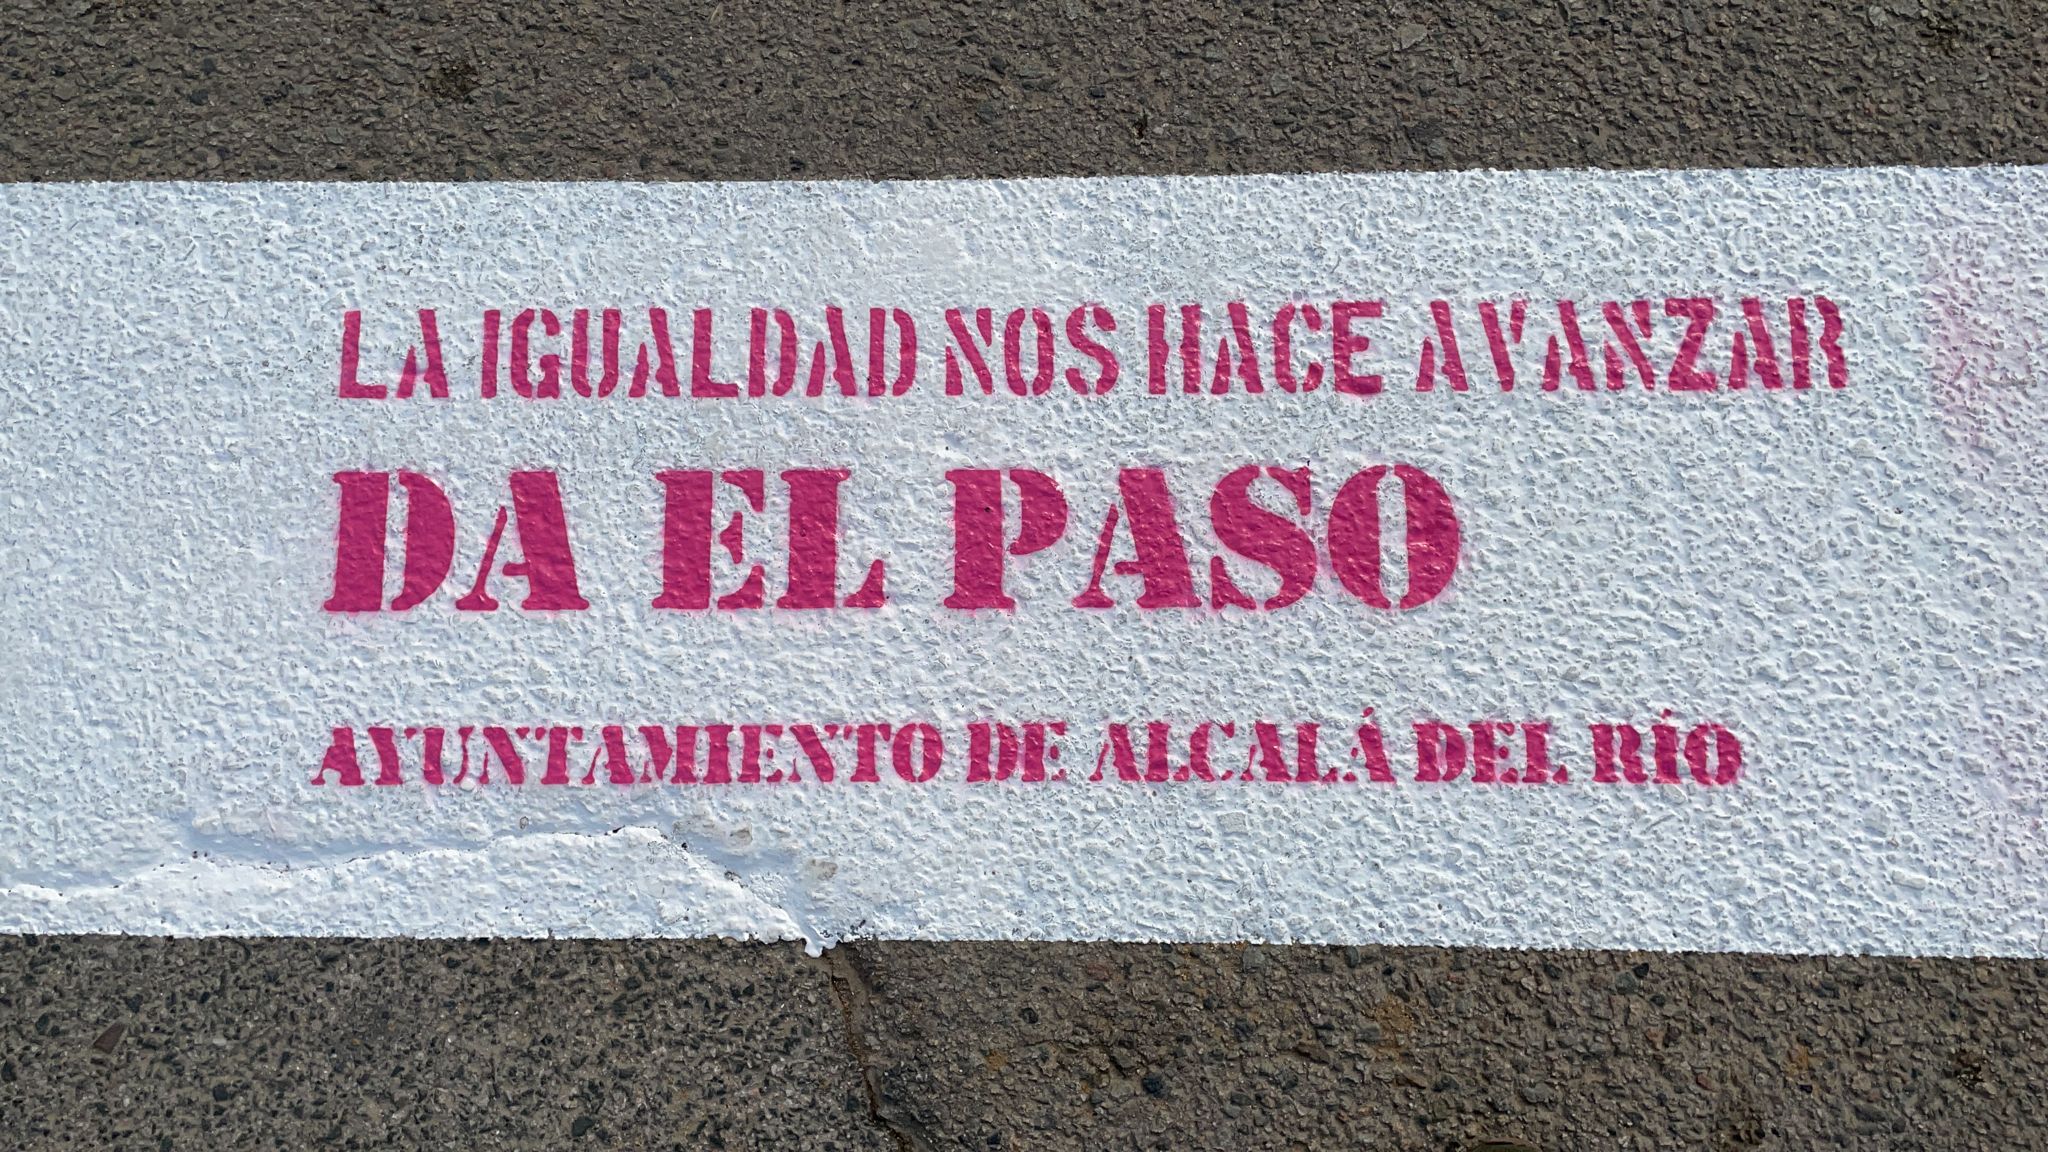 LA IGUALDAD NOS HACE AVANZAR
DA EL PASO
AYUNTAMIENTO DE ALCALÁ DEL RÍO